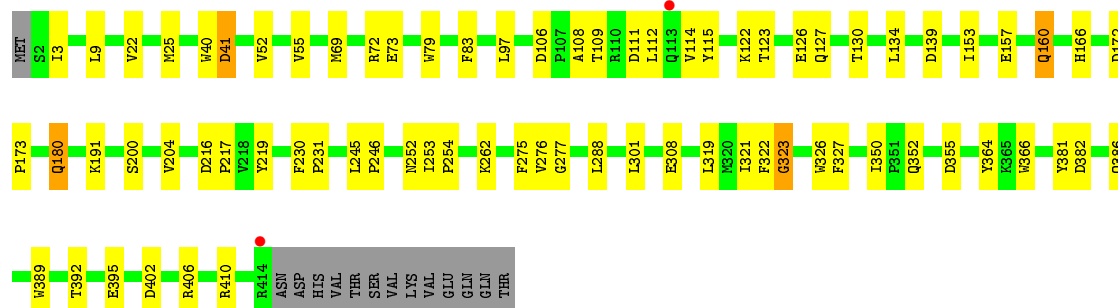 MET S2 I3 L9 V22 M25 W40 D41 V52 V55 M69 R72 E73 W79 F83 L97 D106 P107 A108 T109 R110 D111 L112 Q113 V114 Y115 K122 T123 E126 Q127 T130 L134 D139 I153 E157 Q160 H166 D172
P173 Q180 K191 S200 V204 D216 P217 V218 Y219 F230 P231 L245 P246 N252 I253 P254 K262 F275 V276 G277 L288 L301 E308 L319 M320 I321 F322 G323 W326 F327 I350 P351 Q352 D355 Y364 K365 W366 Y381 D382
W389 T392 E395 D402 R406 R410 R414 ASN ASP HIS VAL THR SER VAL LYS VAL GLU GLN GLN THR